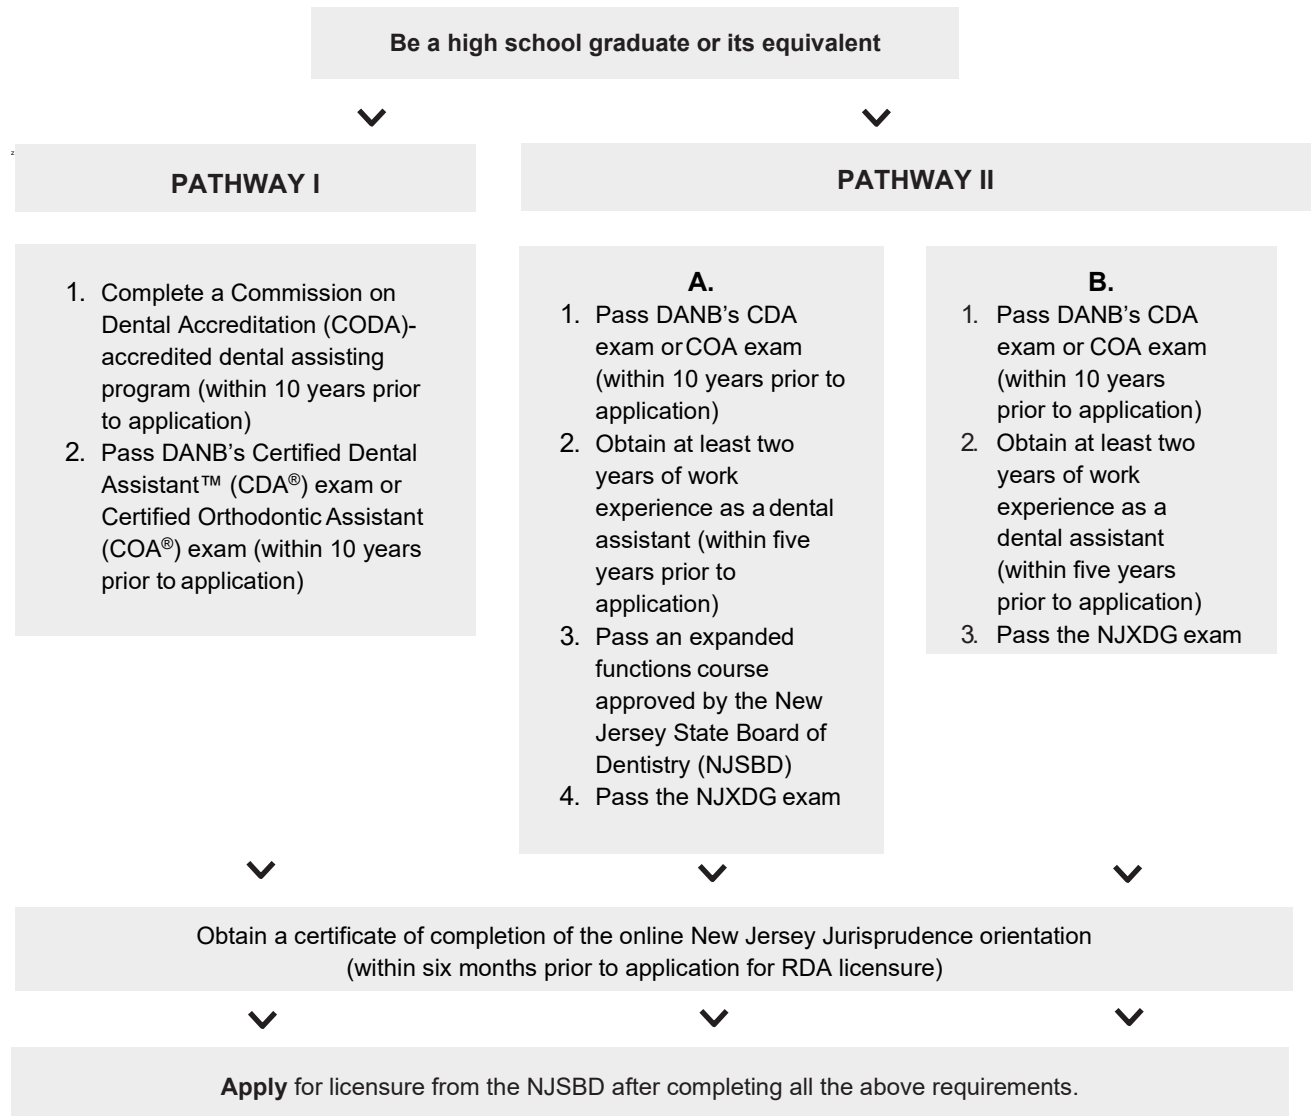 Be a high school graduate or its equivalent
z
PATHWAY I
1. Complete a Commission on
Dental Accreditation (CODA)-
accredited dental assisting
program (within 10 years prior
to application)
2. Pass DANB’s Certified Dental
Assistant™ (CDA®) exam or
Certified Orthodontic Assistant
(COA®) exam (within 10 years
prior to application)
PATHWAY II
A.
1. Pass DANB’s CDA
exam or COA exam
(within 10 years prior to
application)
2. Obtain at least two
years of work
experience as a dental
assistant (within five
years prior to
application)
3. Pass an expanded
functions course
approved by the New
Jersey State Board of
Dentistry (NJSBD)
4. Pass the NJXDG exam
B.
1. Pass DANB’s CDA
exam or COA exam
(within 10 years
prior to application)
2. Obtain at least two
years of work
experience as a
dental assistant
(within five years
prior to application)
3. Pass the NJXDG exam
Obtain a certificate of completion of the online New Jersey Jurisprudence orientation
(within six months prior to application for RDA licensure)
Apply for licensure from the NJSBD after completing all the above requirements.